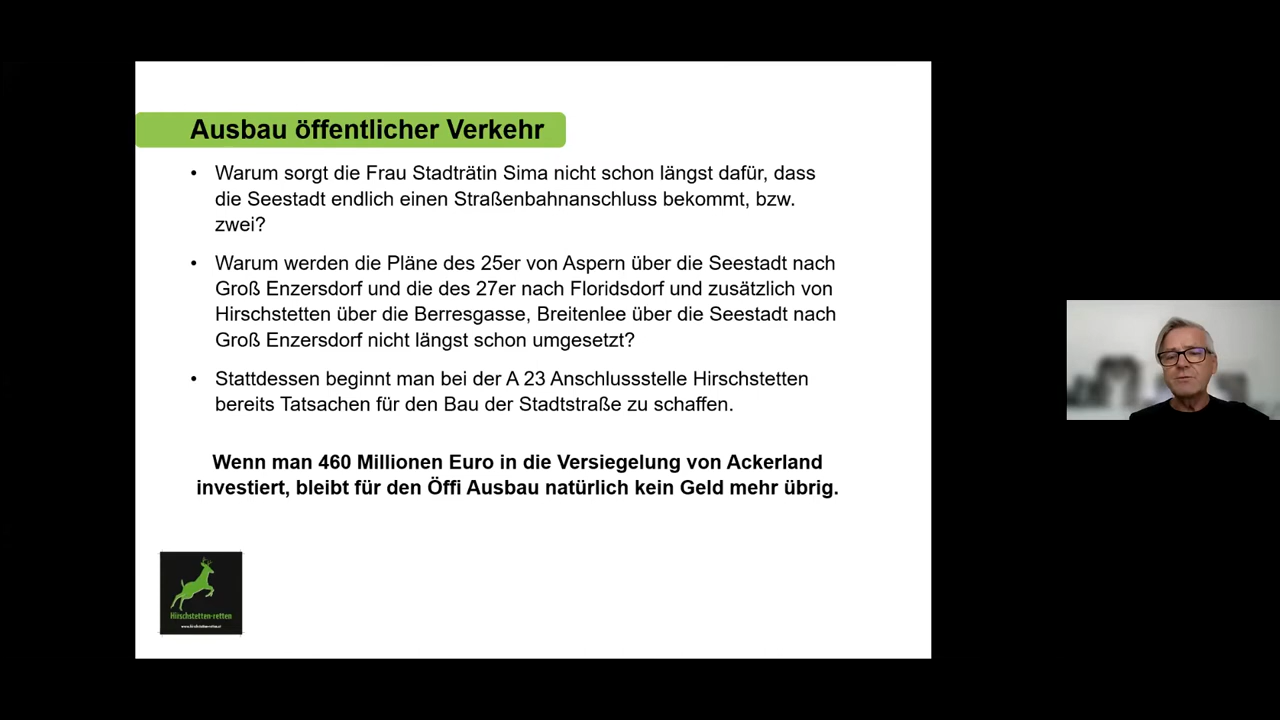 Ausbau öffentlicher Verkehr
• Warum sorgt die Frau Stadträtin Sima nicht schon längst dafür, dass
die Seestadt endlich einen Straßenbahnanschluss bekommt, bzw.
zwei?
• Warum werden die Pläne des 25er von Aspern über die Seestadt nach
Groß Enzersdorf und die des 27er nach Floridsdorf und zusätzlich von
Hirschstetten über die Berresgasse, Breitenlee über die Seestadt nach
Groß Enzersdorf nicht längst schon umgesetzt?
• Stattdessen beginnt man bei der A 23 Anschlussstelle Hirschstetten
bereits Tatsachen für den Bau der Stadtstraße zu schaffen.
Wenn man 460 Millionen Euro in die Versiegelung von Ackerland
investiert, bleibt für den Öffi Ausbau natürlich kein Geld mehr übrig.
Hirschstetten-retten
www.hirschstetten-retten.at